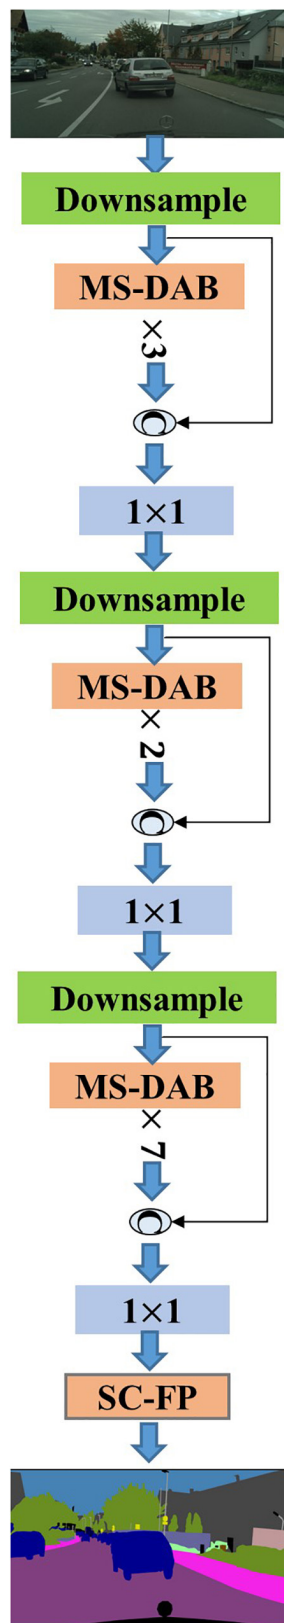 Downsample
MS-DAB
×3
C
1×1
Downsample
MS-DAB
× 2
C
1×1
Downsample
MS-DAB
× 7
C
1×1
SC-FP